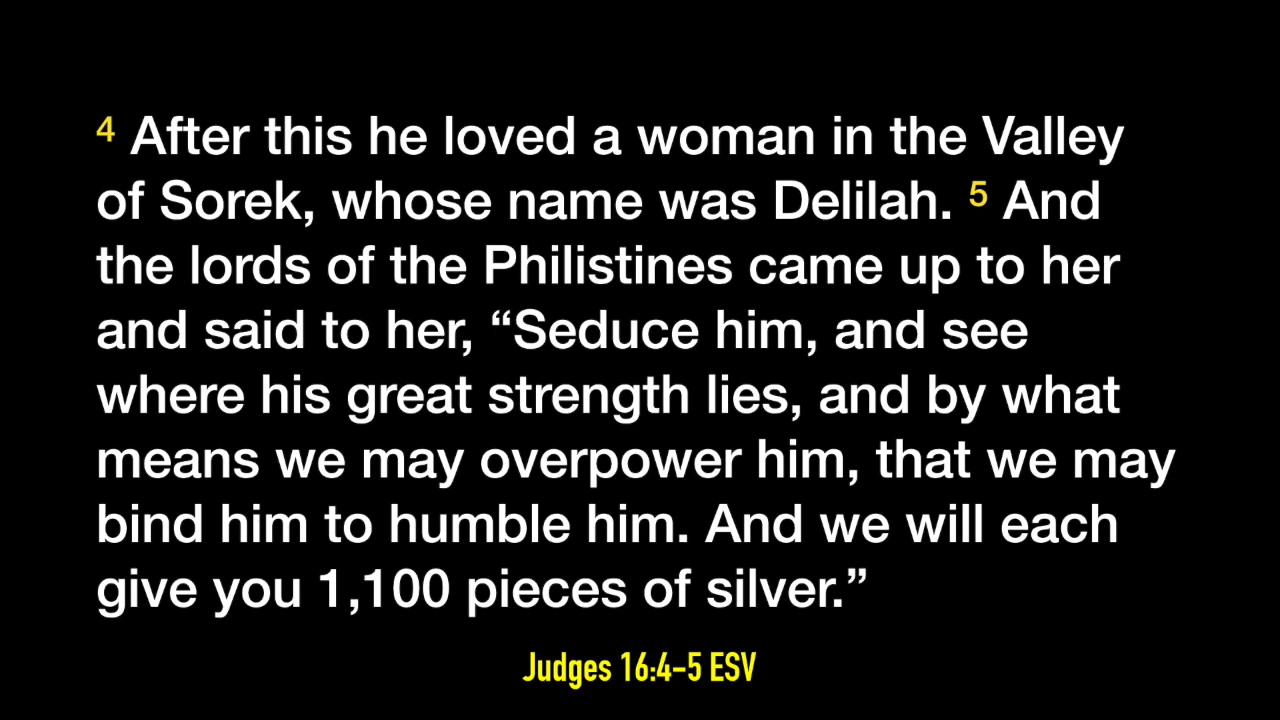 4 After this he loved a woman in the Valley
of Sorek, whose name was Delilah. 5 And
the lords of the Philistines came up to her
and said to her, “Seduce him, and see
where his great strength lies, and by what
means we may overpower him, that we may
bind him to humble him. And we will each
give you 1,100 pieces of silver.”
Judges 16:4–5 ESV